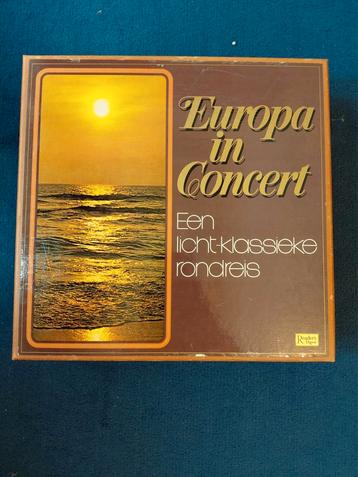 Europa
in
Concert
Een
licht-klassieke
rondreis
Reader's
Digest